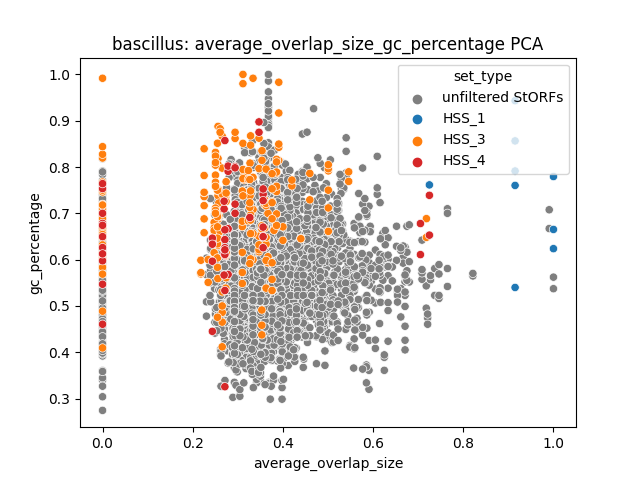 bascillus: average_overlap_size_gc_percentage PCA
set_type
unfiltered StORFs
HSS_1
HSS_3
HSS_4
gc_percentage
1.0
0.9
0.8
0.7
0.6
0.5
0.4
0.3
0.0 0.2 0.4 0.6 0.8 1.0
average_overlap_size